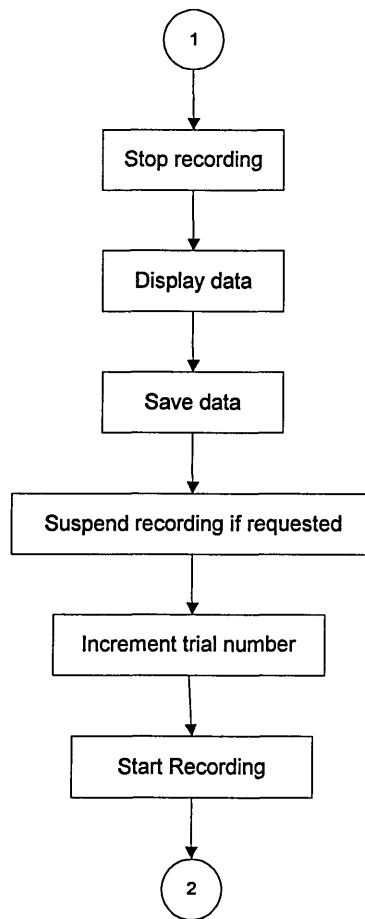 1
Stop recording
Display data
Save data
Suspend recording if requested
Increment trial number
Start Recording
2